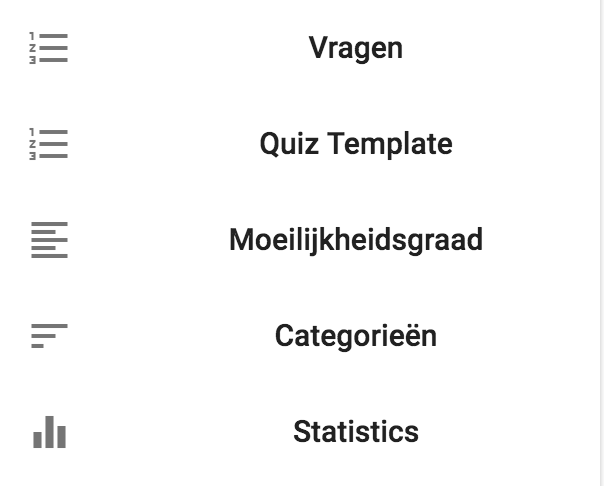 Vragen
Quiz Template
Moeilijkheidsgraad
Categorieën
Statistics